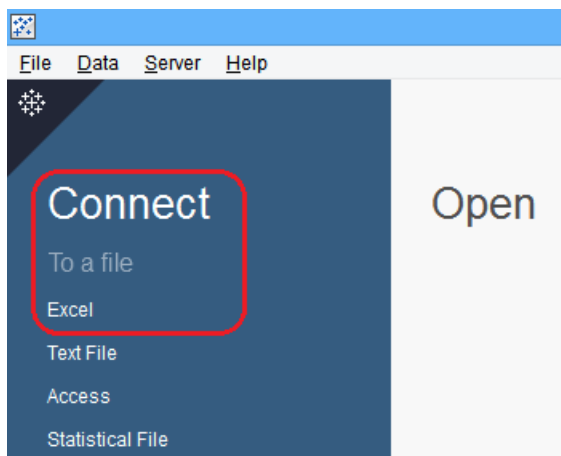 File Data Server Help
Connect
Open
To a file
Excel
Text File
Access
Statistical File